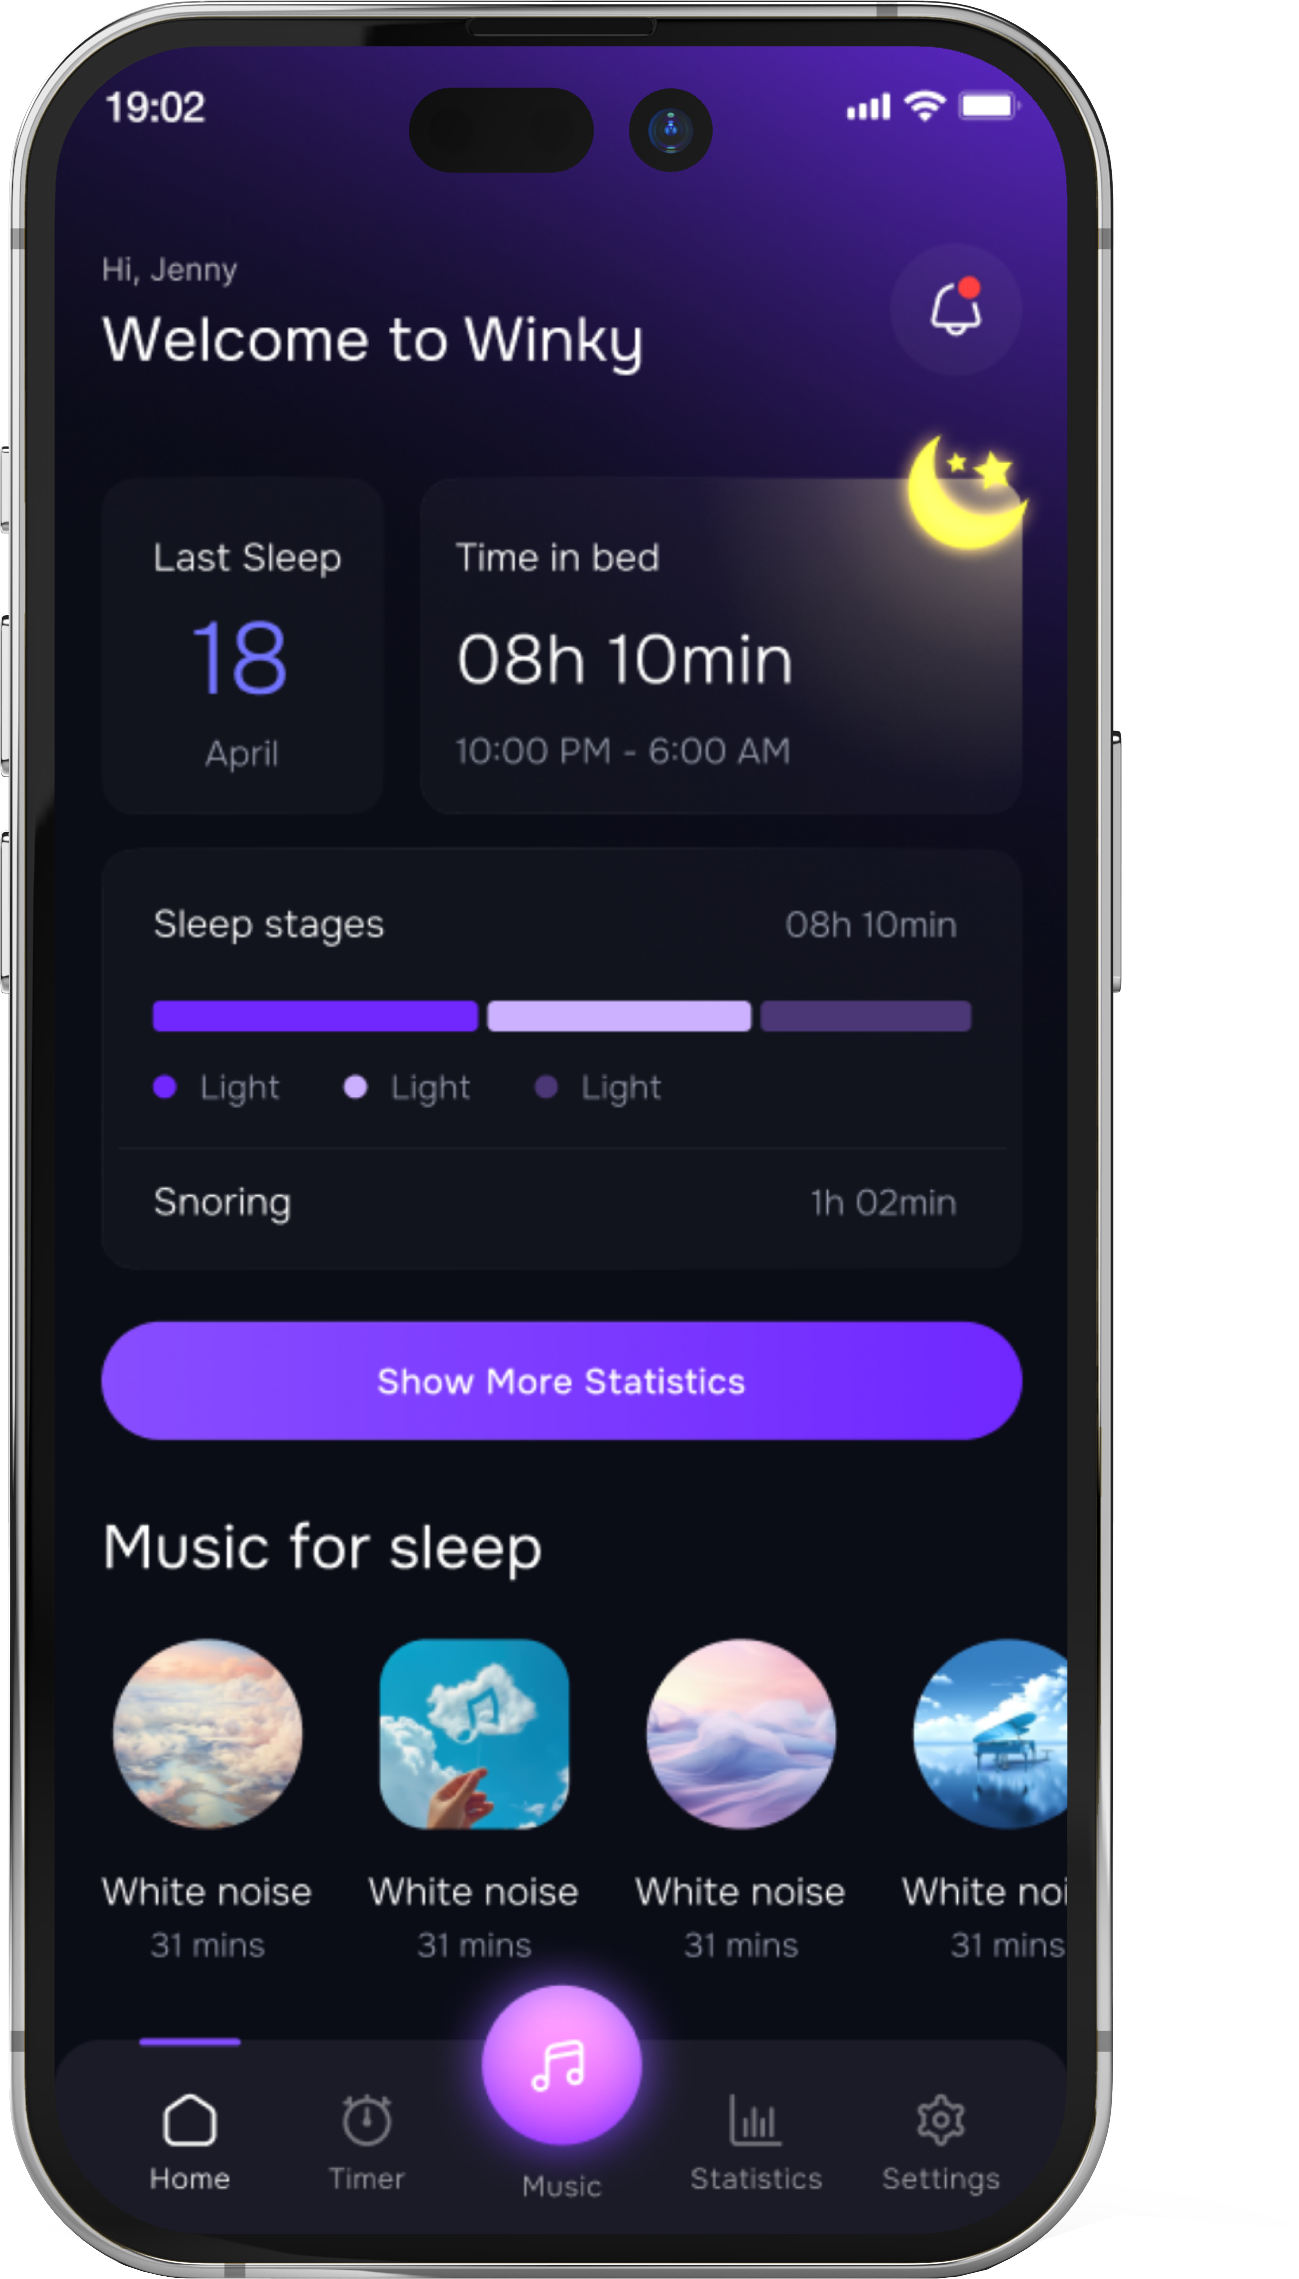 19:02
Hi, Jenny
Welcome to Winky
Last Sleep
18
April
Time in bed
08h 10min
10:00 PM - 6:00 AM
Sleep stages 08h 10min
Light Light Light
Snoring 1h 02min
Show More Statistics
Music for sleep
White noise White noise White noise White noi
31 mins 31 mins 31 mins 31 mins
Home Timer Music Statistics Settings